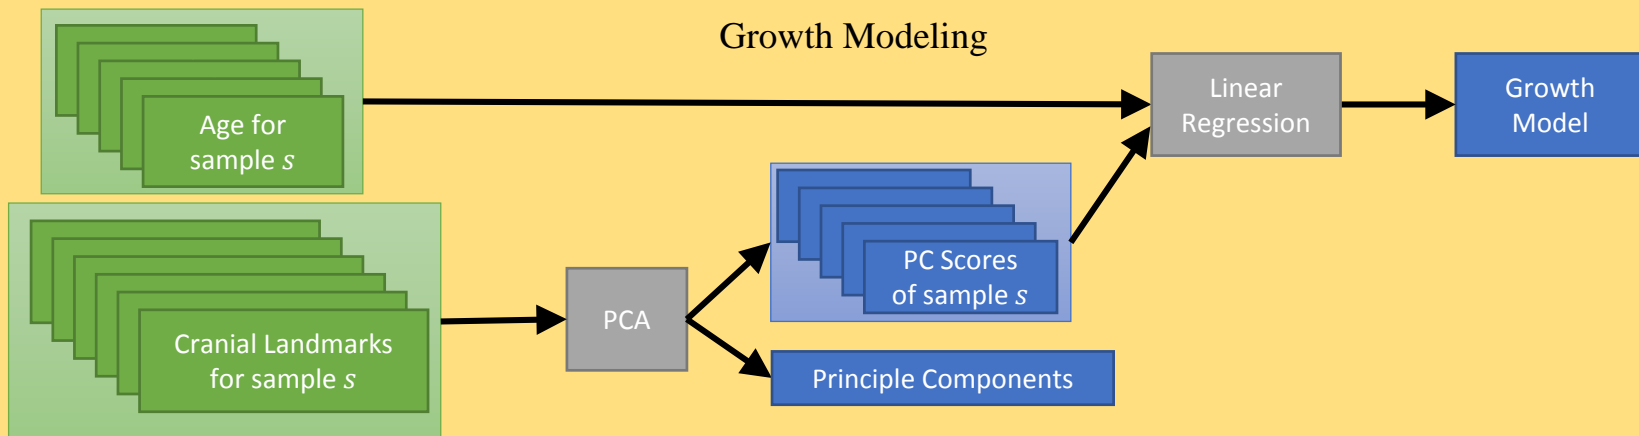 Growth Modeling
Age for
sample s
Linear
Regression
Growth
Model
Cranial Landmarks
for sample s
PCA
PC Scores
of sample s
Principle Components